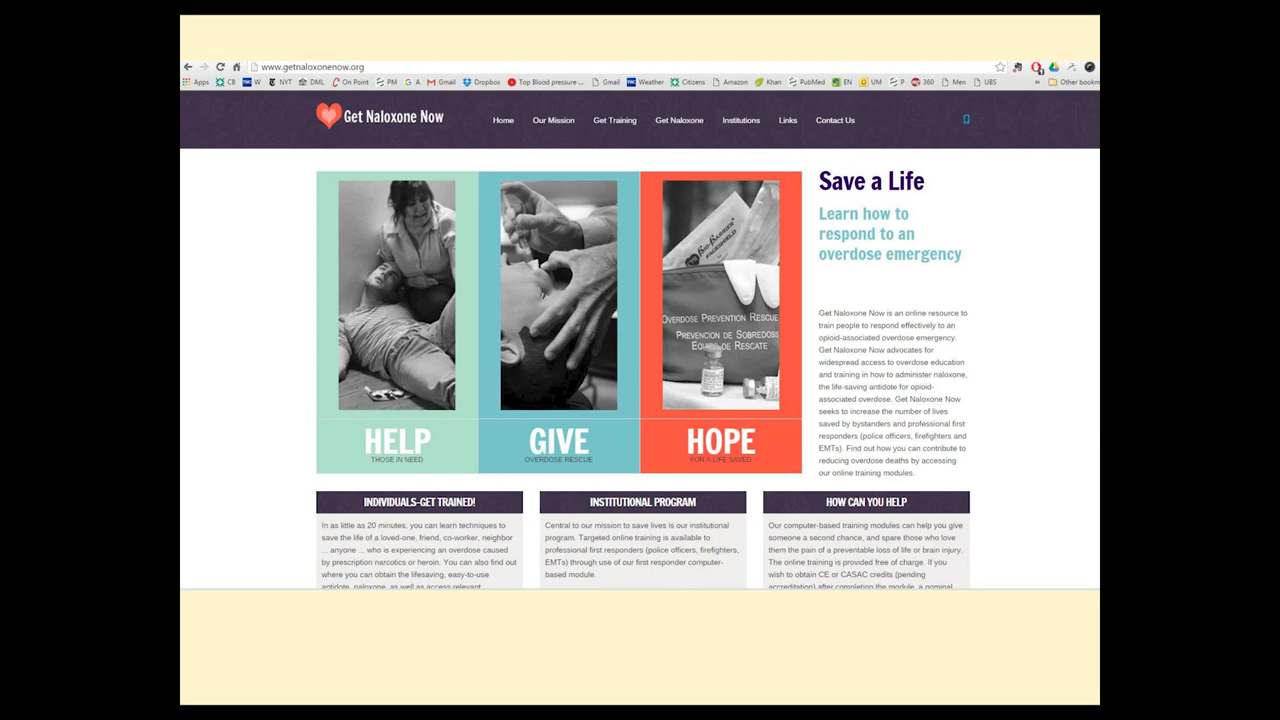 www.getnaloxonenow.org
Apps CB W NYT DML On Point PM G A Gmail Dropbox Top Blood pressure ... Gmail Weather Citizens Amazon Khan PubMed EN UM P 360 Men UBS » Other bookm
Get Naloxone Now
Home Our Mission Get Training Get Naloxone Institutions Links Contact Us
BIO-BARRIER
FACESHIELD
OVERDOSE PREVENTION RESCUE
PREVENCION DE SOBREDOSS
EQUIPO DE RESCATE
HELP
THOSE IN NEED
GIVE
OVERDOSE RESCUE
HOPE
FOR A LIFE SAVED
Save a Life
Learn how to
respond to an
overdose emergency
Get Naloxone Now is an online resource to
train people to respond effectively to an
opioid-associated overdose emergency.
Get Naloxone Now advocates for
widespread access to overdose education
and training in how to administer naloxone,
the life-saving antidote for opioid-
associated overdose. Get Naloxone Now
seeks to increase the number of lives
saved by bystanders and professional first
responders (police officers, firefighters and
EMTs). Find out how you can contribute to
reducing overdose deaths by accessing
our online training modules.
INDIVIDUALS-GET TRAINED!
In as little as 20 minutes, you can learn techniques to
save the life of a loved-one, friend, co-worker, neighbor
... anyone ... who is experiencing an overdose caused
by prescription narcotics or heroin. You can also find out
where you can obtain the lifesaving, easy-to-use
antidote, naloxone, as well as access relevant
INSTITUTIONAL PROGRAM
Central to our mission to save lives is our institutional
program. Targeted online training is available to
professional first responders (police officers, firefighters,
EMTs) through use of our first responder computer-
based module.
HOW CAN YOU HELP
Our computer-based training modules can help you give
someone a second chance, and spare those who love
them the pain of a preventable loss of life or brain injury.
The online training is provided free of charge. If you
wish to obtain CE or CASAC credits (pending
accreditation) after completing the module, a nominal